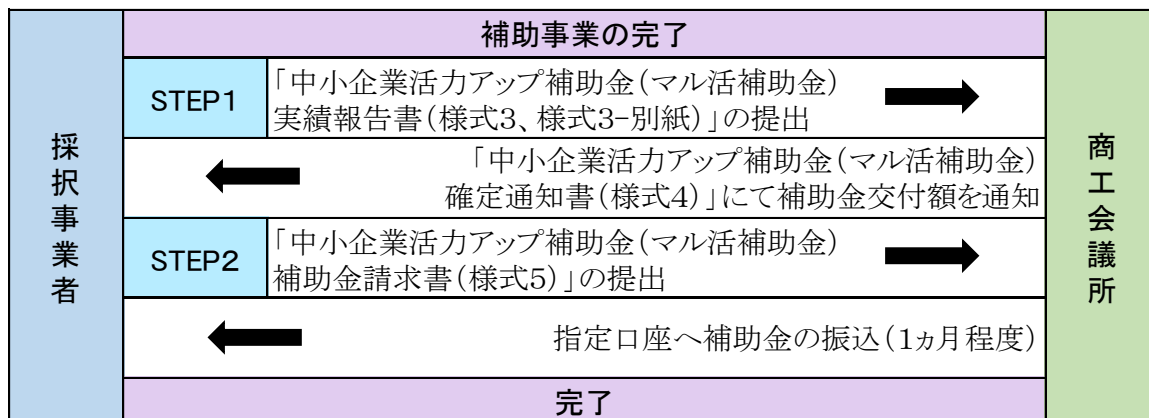 採択事業者
補助事業の完了
STEP1
「中小企業活力アップ補助金(マル活補助金)
実績報告書(様式3、様式3-別紙)」の提出
「中小企業活力アップ補助金(マル活補助金)
確定通知書(様式4)」にて補助金交付額を通知
STEP2
「中小企業活力アップ補助金(マル活補助金)
補助金請求書(様式5)」の提出
指定口座へ補助金の振込(1ヵ月程度)
完了
商工会議所